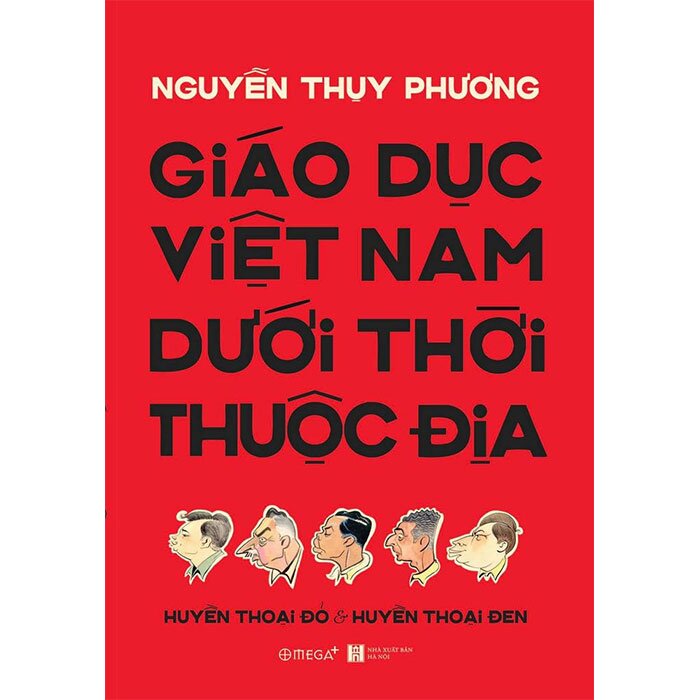 NGUYỄN THỤY PHƯƠNG
GiÁO DỤC
ViỆT NAM
DƯỚi THỜi
THUỘC ĐỊA
HUYỀN THOẠi ĐỎ & HUYỀN THOẠi ĐEN
OMEGA+
NHÀ XUẤT BẢN
HÀ NỘI